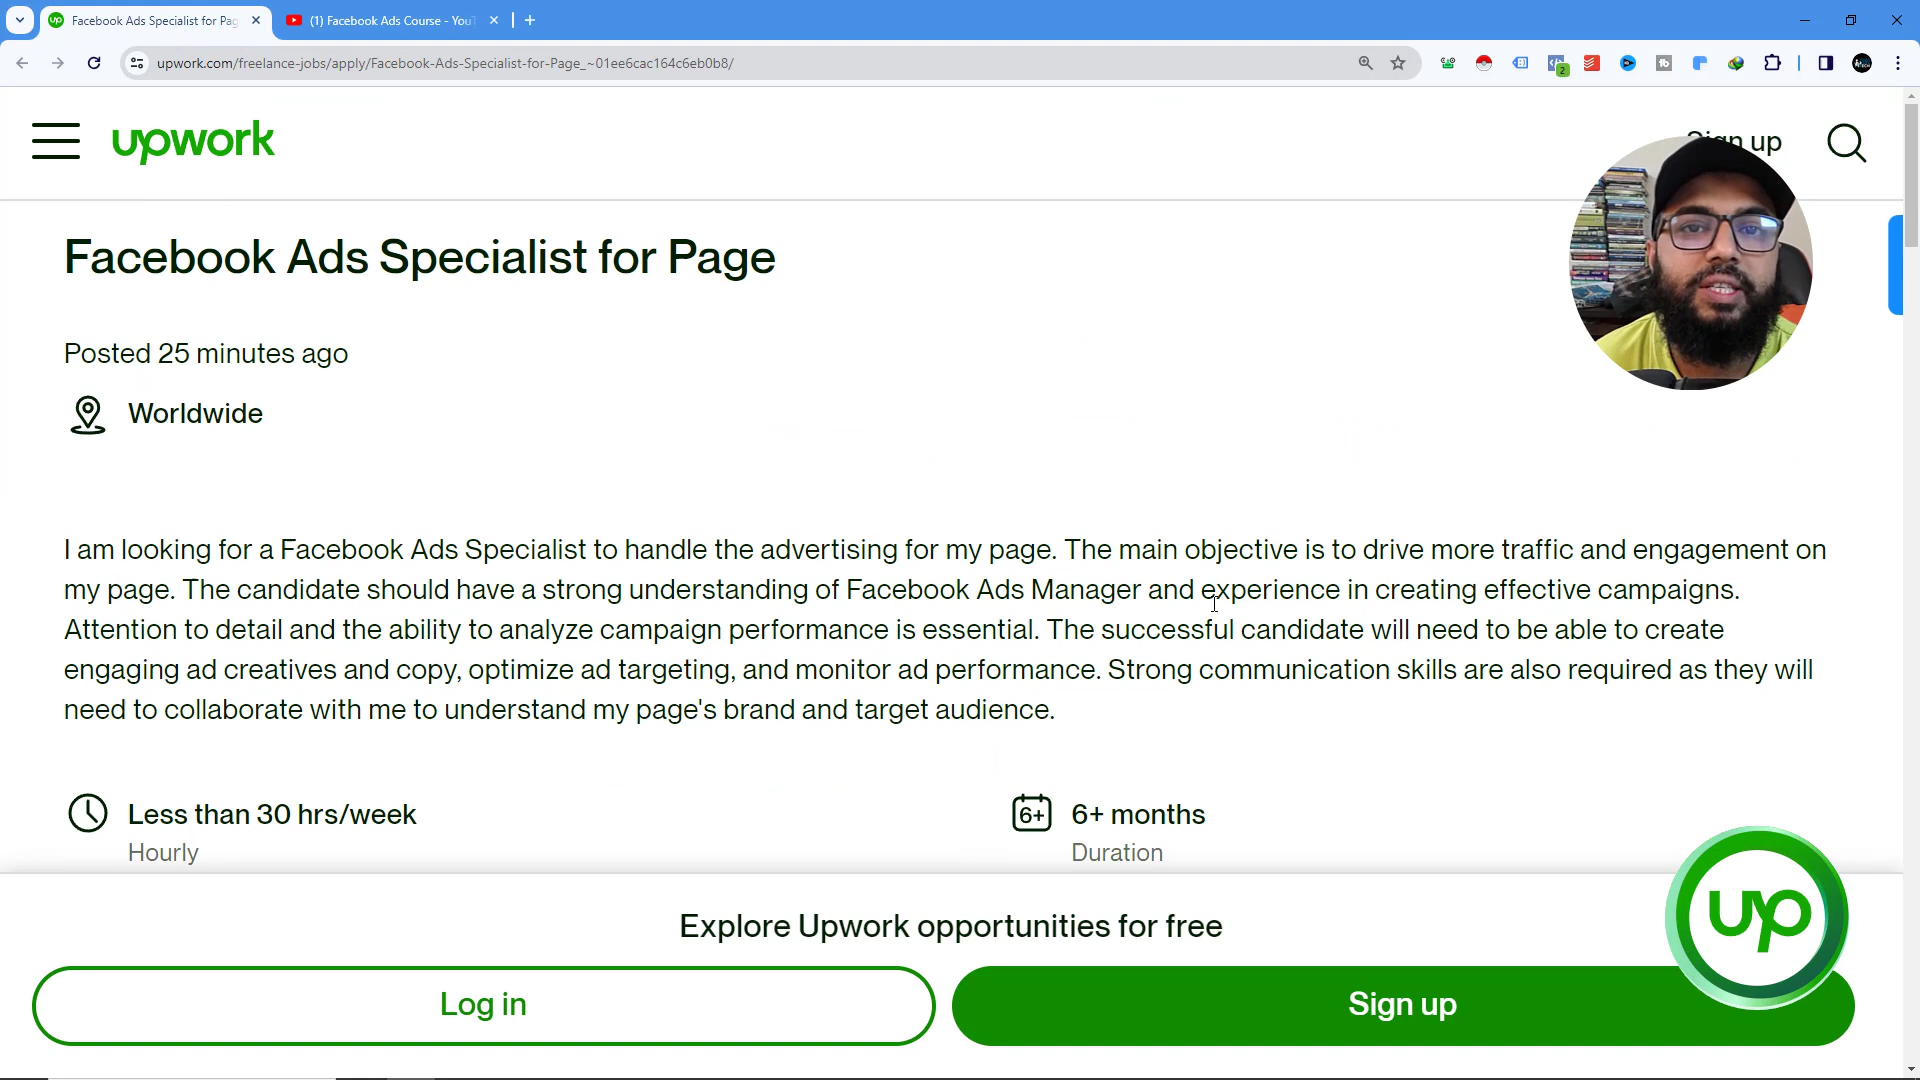 Facebook Ads Specialist for Pag
(1) Facebook Ads Course - YouT
upwork.com/freelance-jobs/apply/Facebook-Ads-Specialist-for-Page_~01ee6cac164c6eb0b8/
2
upwork
Sign up
Facebook Ads Specialist for Page
Posted 25 minutes ago
Worldwide
I am looking for a Facebook Ads Specialist to handle the advertising for my page. The main objective is to drive more traffic and engagement on
my page. The candidate should have a strong understanding of Facebook Ads Manager and experience in creating effective campaigns.
Attention to detail and the ability to analyze campaign performance is essential. The successful candidate will need to be able to create
engaging ad creatives and copy, optimize ad targeting, and monitor ad performance. Strong communication skills are also required as they will
need to collaborate with me to understand my page's brand and target audience.
Less than 30 hrs/week
Hourly
6+
6+ months
Duration
Explore Upwork opportunities for free
up
Log in
Sign up